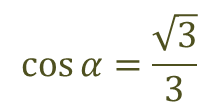 cos α = √3/3